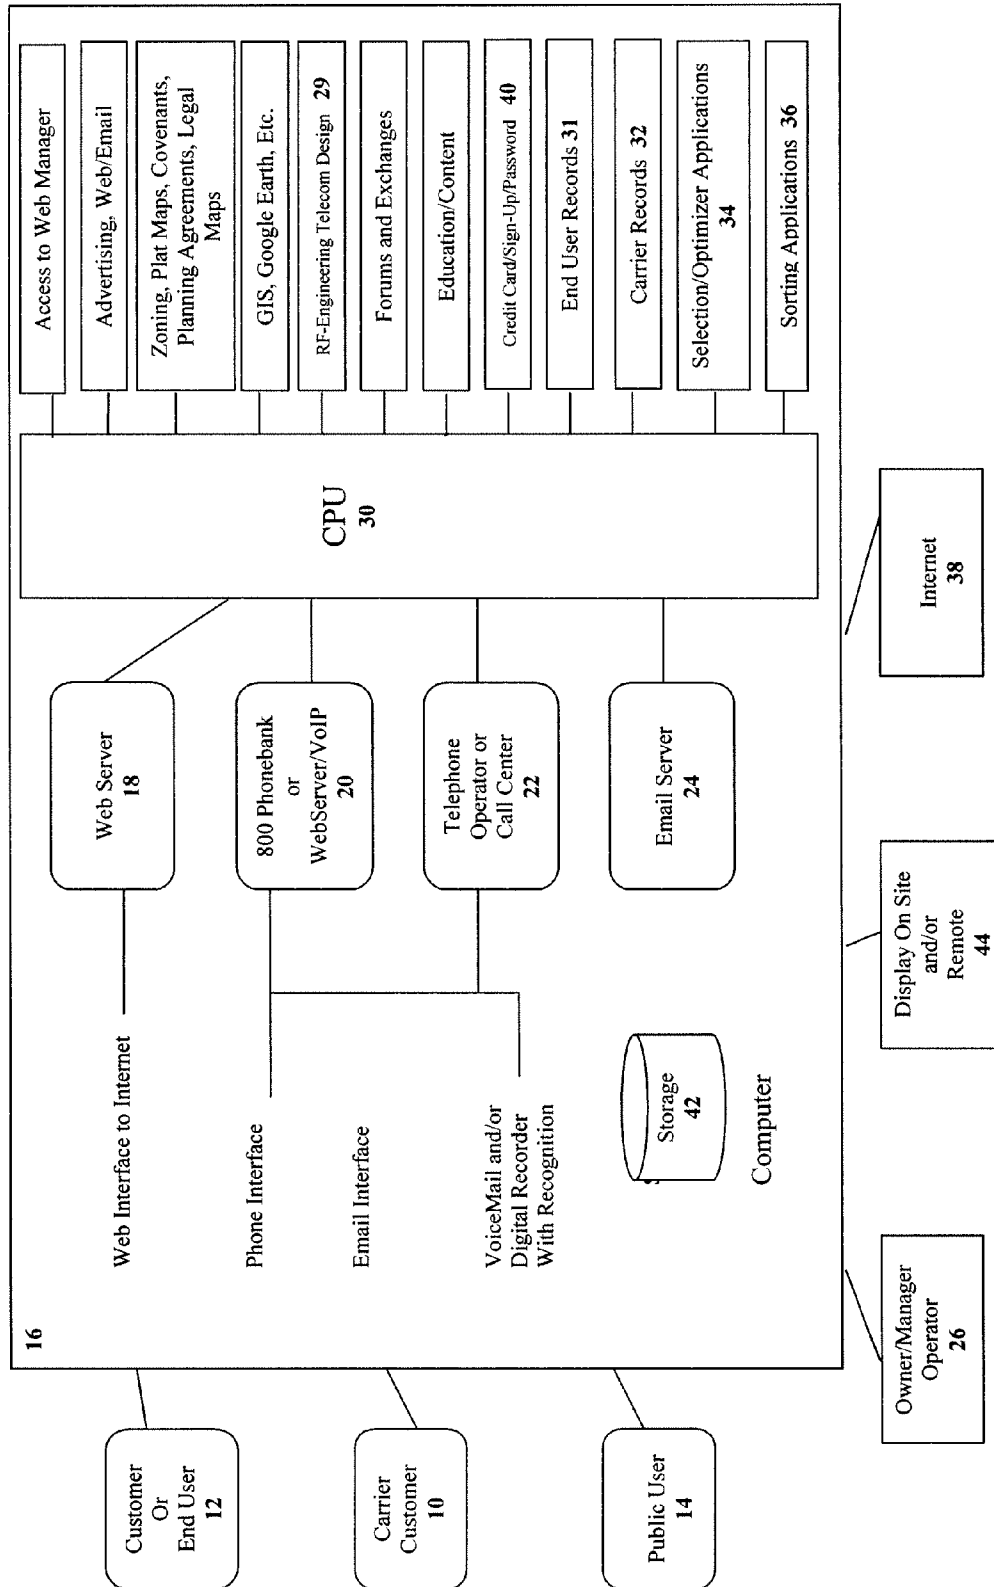 16
Customer
Or
End User
12
Carrier
Customer
10
Public User
14
Web Interface to Internet
Phone Interface
Email Interface
VoiceMail and/or
Digital Recorder
With Recognition
Storage
42
Computer
Web Server
18
800 Phonebank
or
WebServer/VoIP
20
Telephone
Operator or
Call Center
22
Email Server
24
CPU
30
Access to Web Manager
Advertising, Web/Email
Zoning, Plat Maps, Covenants,
Planning Agreements, Legal
Maps
GIS, Google Earth, Etc.
RF-Engineering Telecom Design 29
Forums and Exchanges
Education/Content
Credit Card/Sign-Up/Password 40
End User Records 31
Carrier Records 32
Selection/Optimizer Applications
34
Sorting Applications 36
Owner/Manager
Operator
26
Display On Site
and/or
Remote
44
Internet
38